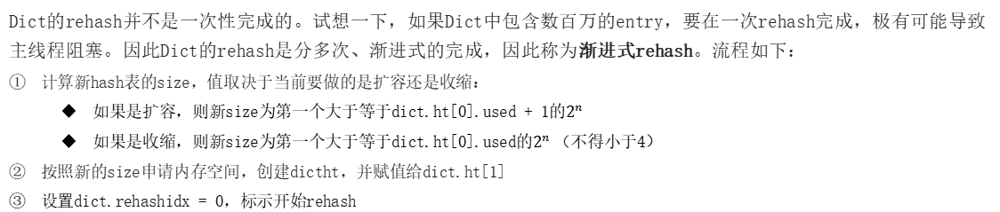 Dict的rehash并不是一次性完成的。试想一下，如果Dict中包含数百万的entry，要在一次rehash完成，极有可能导致
主线程阻塞。因此Dict的rehash是分多次、渐进式的完成，因此称为渐进式rehash。流程如下：
① 计算新hash表的size，值取决于当前要做的是扩容还是收缩：
◆ 如果是扩容，则新size为第一个大于等于dict.ht[0].used + 1的2ⁿ
◆ 如果是收缩，则新size为第一个大于等于dict.ht[0].used的2ⁿ （不得小于4）
② 按照新的size申请内存空间，创建dictht，并赋值给dict.ht[1]
③ 设置dict.rehashidx = 0，标示开始rehash